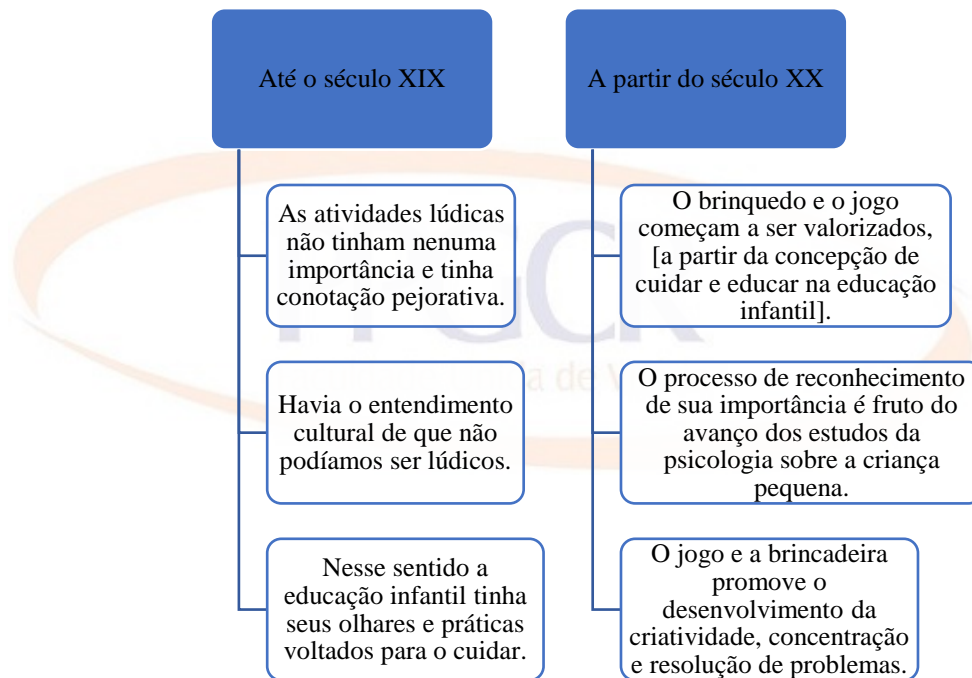 Até o século XIX
As atividades lúdicas
não tinham nenuma
importância e tinha
conotação pejorativa.
Havia o entendimento
cultural de que não
podíamos ser lúdicos.
Nesse sentido a
educação infantil tinha
seus olhares e práticas
voltados para o cuidar.
A partir do século XX
O brinquedo e o jogo
começam a ser valorizados,
[a partir da concepção de
cuidar e educar na educação
infantil].
O processo de reconhecimento
de sua importância é fruto do
avanço dos estudos da
psicologia sobre a criança
pequena.
O jogo e a brincadeira
promove o
desenvolvimento da
criatividade, concentração
e resolução de problemas.